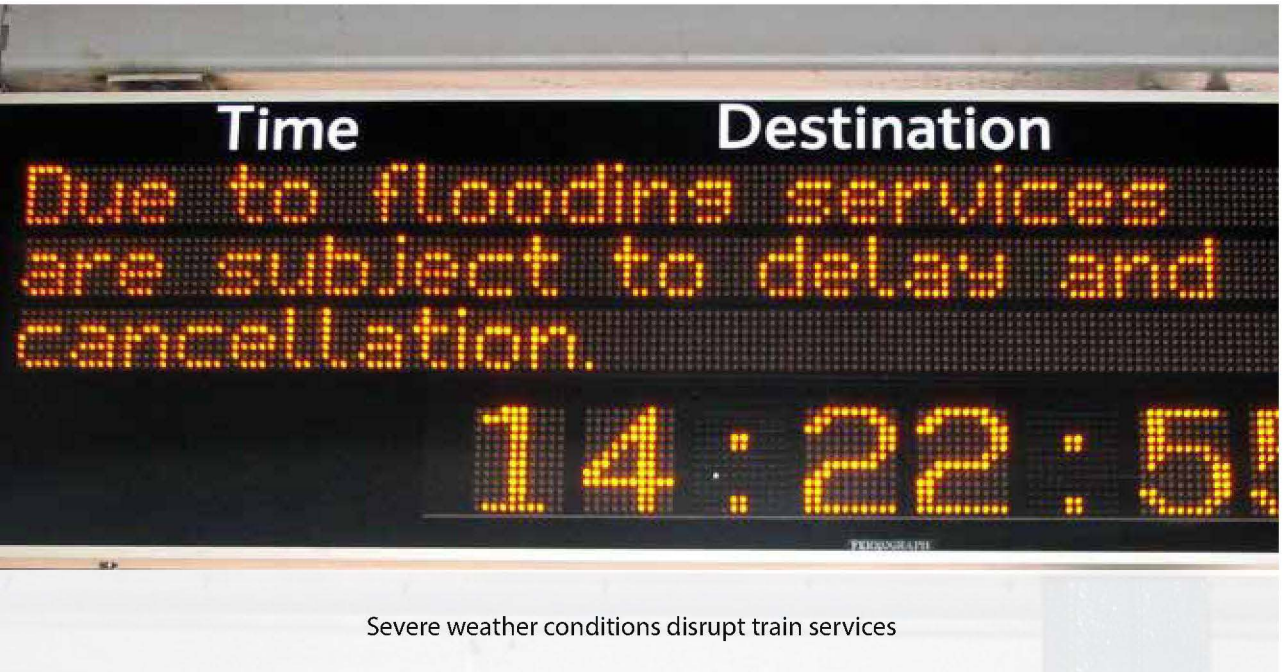 Time Destination
Due to flooding services
are subject to delay and
cancellation.
14:22:5
FERROGRAPH
Severe weather conditions disrupt train services